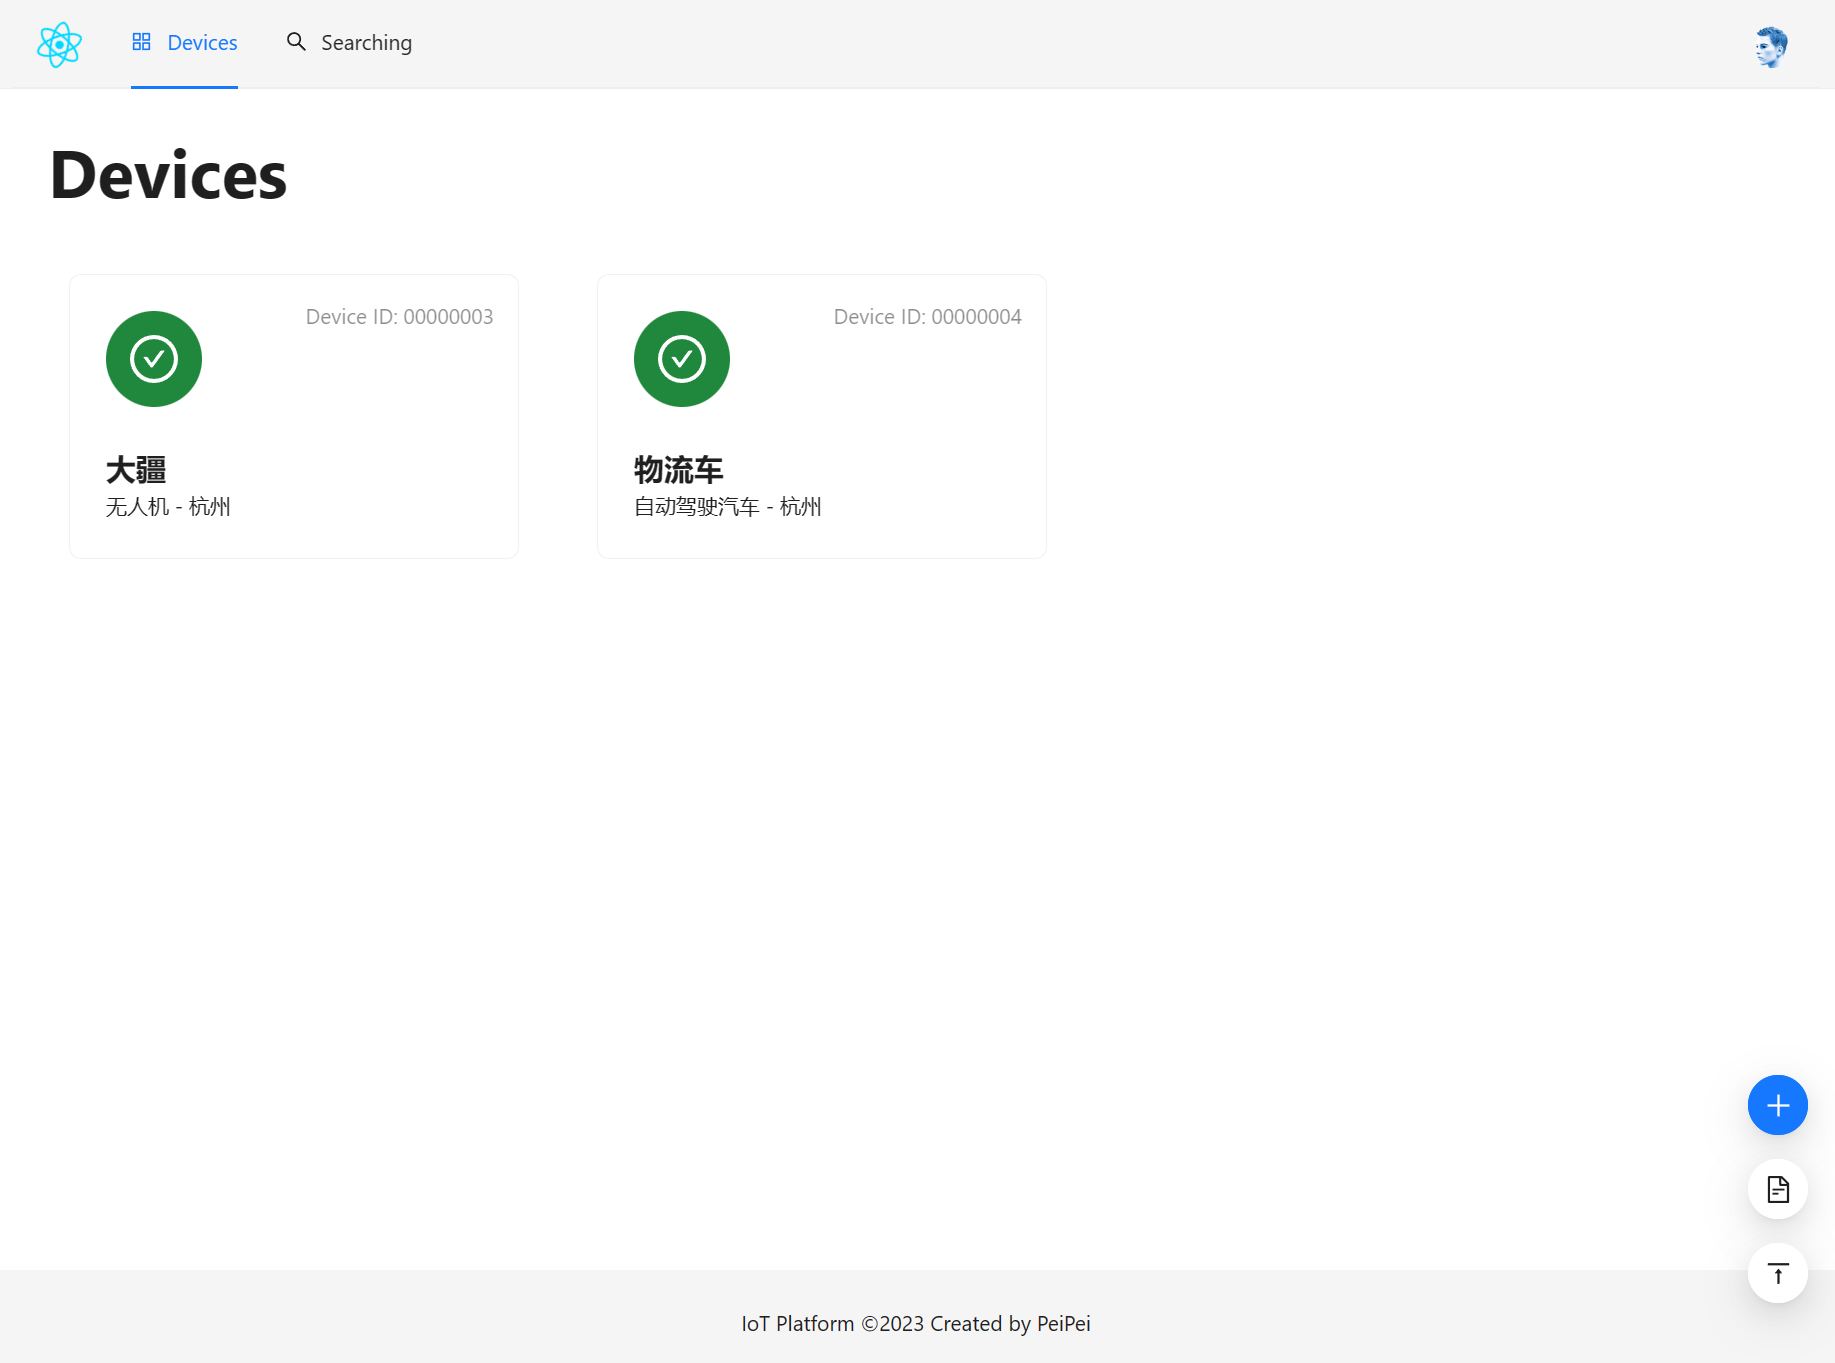 Devices
Searching
Devices
Device ID: 00000003
大疆
无人机 - 杭州
Device ID: 00000004
物流车
自动驾驶汽车 - 杭州
IoT Platform ©2023 Created by PeiPei